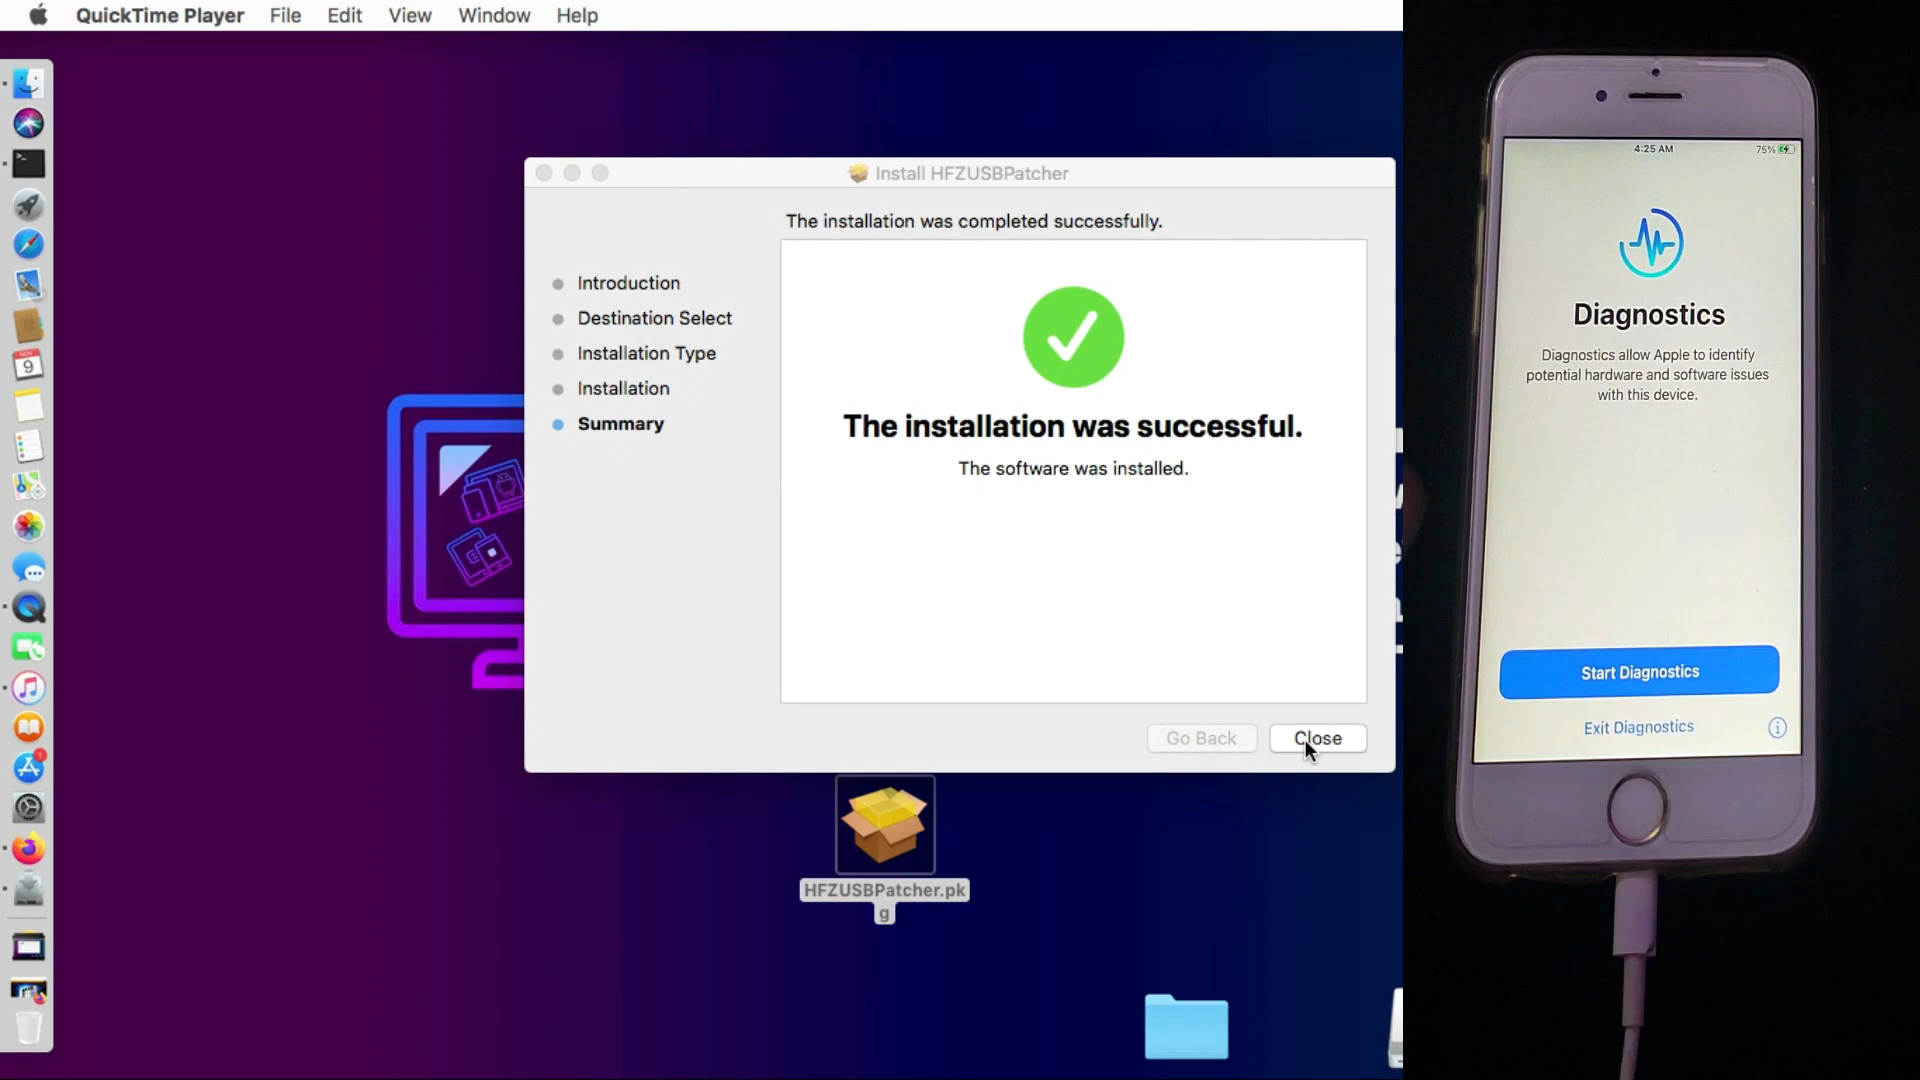 QuickTime Player File Edit View Window Help
Install HFZUSBPatcher
The installation was completed successfully.
Introduction
Destination Select
Installation Type
Installation
Summary
The installation was successful.
The software was installed.
Go Back Close
HFZUSBPatcher.pk
g
NOV
9
4:25 AM 75%
Diagnostics
Diagnostics allow Apple to identify
potential hardware and software issues
with this device.
Start Diagnostics
Exit Diagnostics